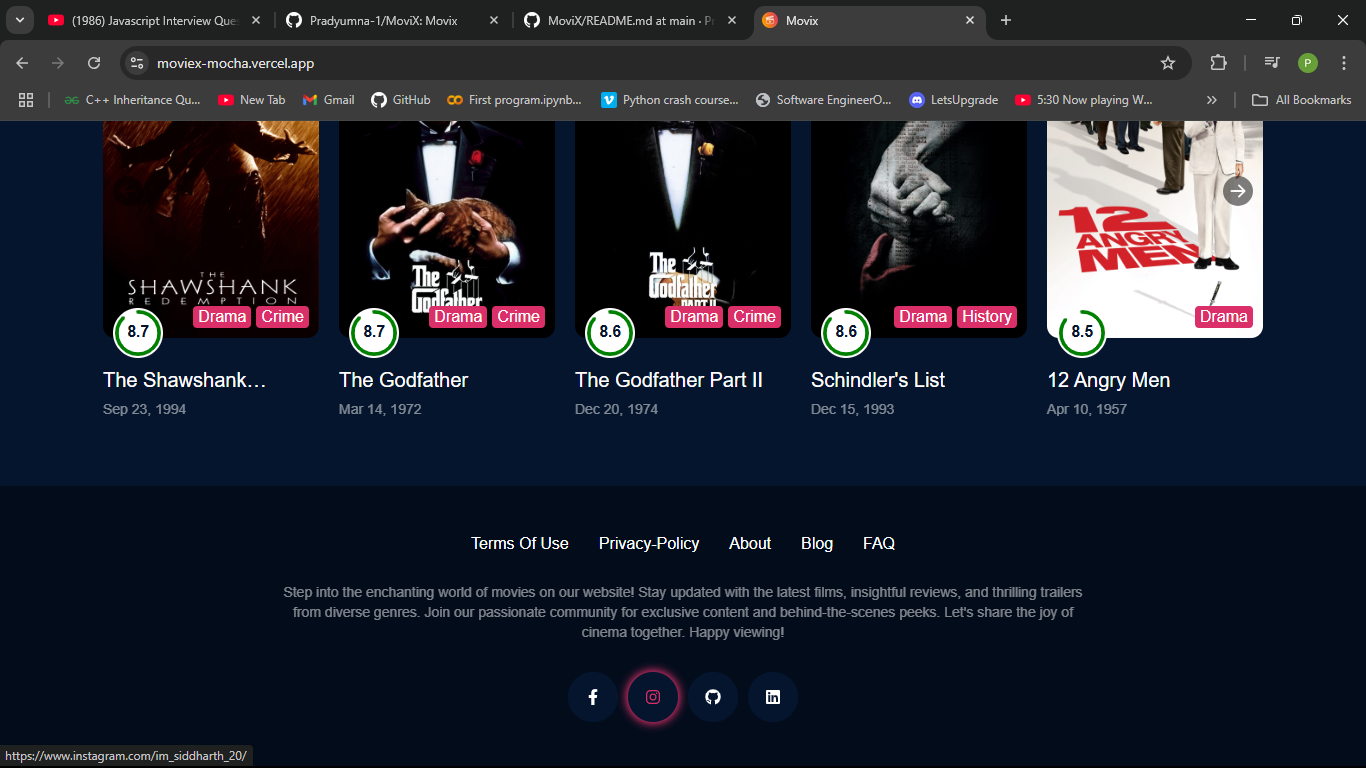 (1986) Javascript Interview Que
Pradyumna-1/MoviX: Movix
MoviX/README.md at main · P
Movix
moviex-mocha.vercel.app
P
C++ Inheritance Qu...
New Tab
Gmail
GitHub
First program.ipynb...
Python crash course...
Software EngineerO...
LetsUpgrade
5:30 Now playing W...
All Bookmarks
THE
SHAWSHANK
REDEMPTION
The
Godfather
The
Godfather
PART II
12
ANGRY
MEN
Drama Crime
Drama Crime
Drama Crime
Drama History
Drama
8.7
8.7
8.6
8.6
8.5
The Shawshank...
The Godfather
The Godfather Part II
Schindler's List
12 Angry Men
Sep 23, 1994
Mar 14, 1972
Dec 20, 1974
Dec 15, 1993
Apr 10, 1957
Terms Of Use
Privacy-Policy
About
Blog
FAQ
Step into the enchanting world of movies on our website! Stay updated with the latest films, insightful reviews, and thrilling trailers
from diverse genres. Join our passionate community for exclusive content and behind-the-scenes peeks. Let's share the joy of
cinema together. Happy viewing!
https://www.instagram.com/im_siddharth_20/